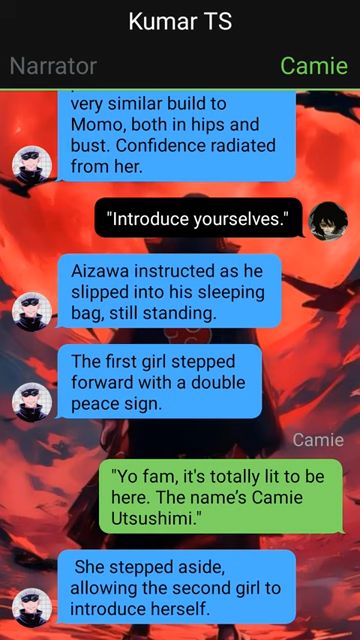 Kumar TS
Narrator
Camie
very similar build to
Momo, both in hips and
bust. Confidence radiated
from her.
"Introduce yourselves."
Aizawa instructed as he
slipped into his sleeping
bag, still standing.
The first girl stepped
forward with a double
peace sign.
Camie
"Yo fam, it's totally lit to be
here. The name’s Camie
Utsushimi."
She stepped aside,
allowing the second girl to
introduce herself.